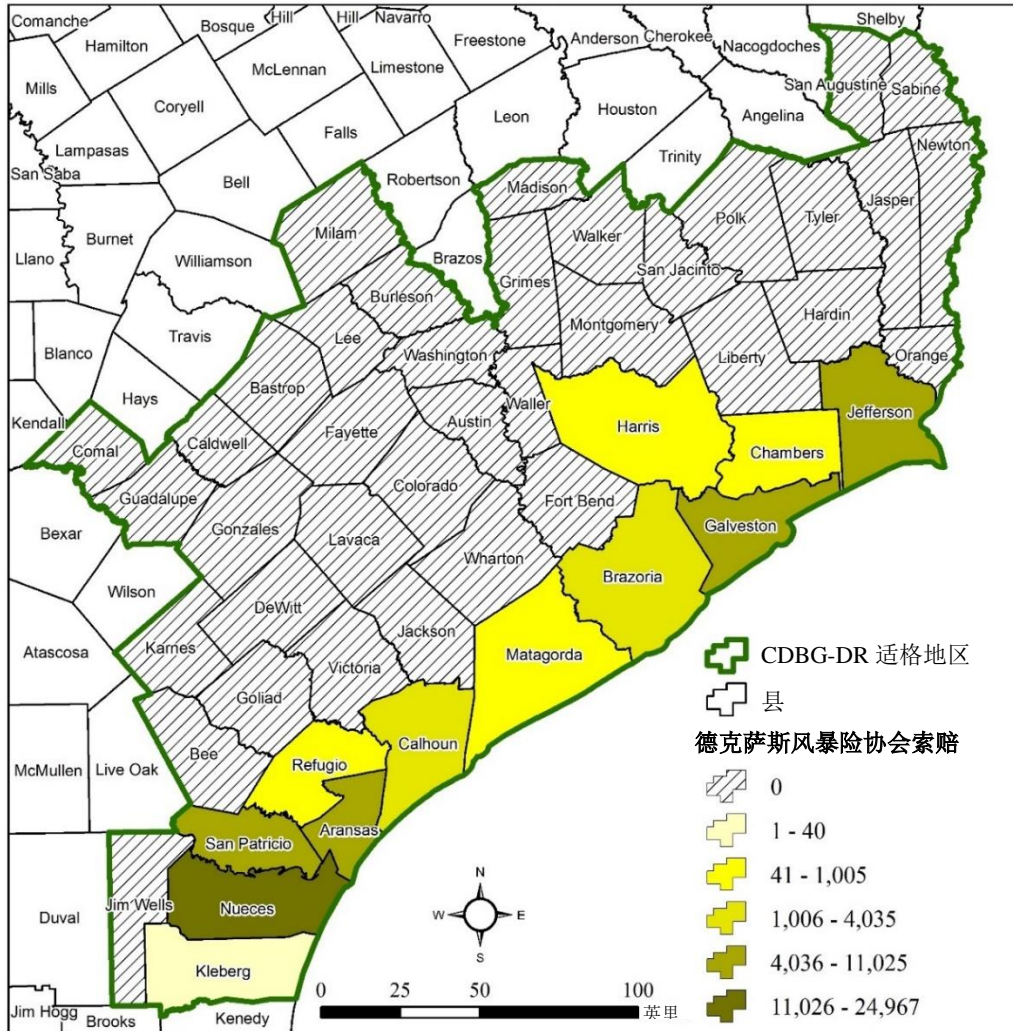 Comanche
Bosque
Hill
Hill
Navarro
Freestone
Anderson
Cherokee
Nacogdoches
Shelby
Hamilton
McLennan
Limestone
San Augustine
Sabine
Mills
Coryell
Leon
Houston
Angelina
Falls
Trinity
Newton
Lampasas
San Saba
Bell
Robertson
Madison
Jasper
Burnet
Milam
Walker
Polk
Tyler
Llano
Williamson
Brazos
Grimes
San Jacinto
Burleson
Hardin
Travis
Lee
Montgomery
Blanco
Washington
Liberty
Orange
Bastrop
Hays
Waller
Jefferson
Kendall
Austin
Harris
Caldwell
Fayette
Comal
Chambers
Colorado
Guadalupe
Fort Bend
Gonzales
Galveston
Bexar
Lavaca
Wharton
Brazoria
Wilson
DeWitt
Jackson
Karnes
Atascosa
Matagorda
Victoria
Goliad
Calhoun
Bee
McMullen
Live Oak
Refugio
Aransas
San Patricio
Jim Wells
Nueces
Duval
Kleberg
Jim Hogg
Brooks
Kenedy
N
W
E
S
0 25 50 100 英里
CDBG-DR 适格地区
县
德克萨斯风暴险协会索赔
0
1 - 40
41 - 1,005
1,006 - 4,035
4,036 - 11,025
11,026 - 24,967